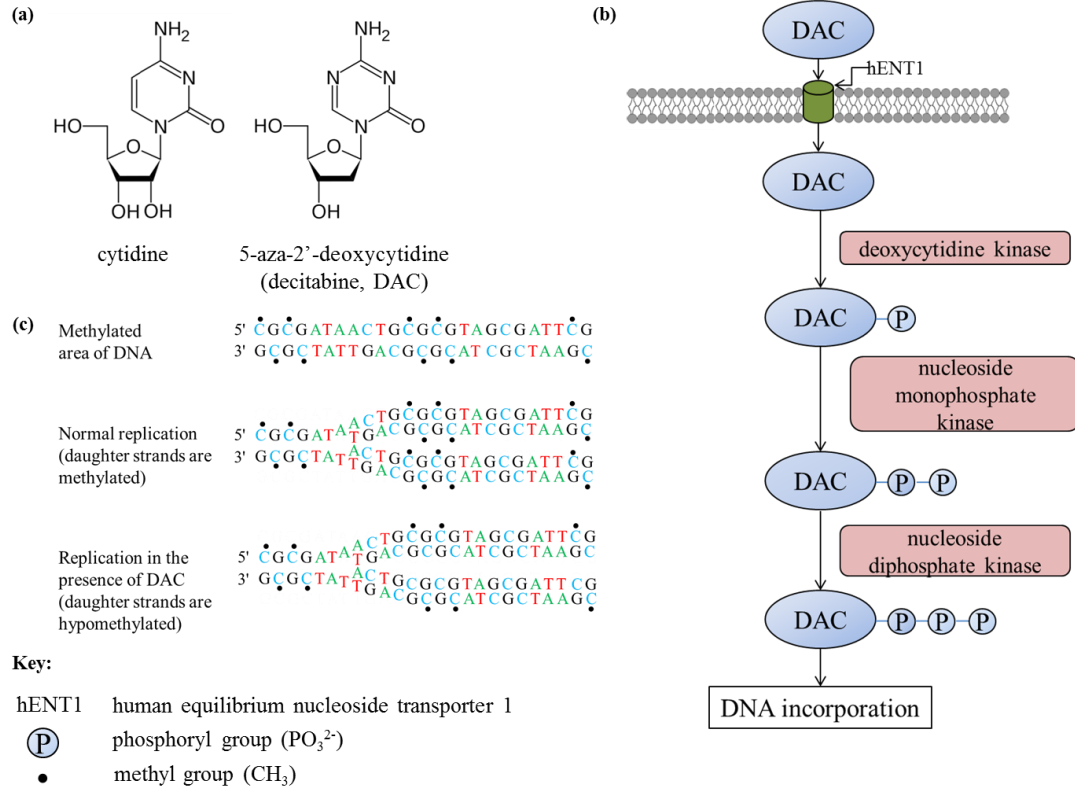 (a)
NH₂
N
N
O
HO
O
OH OH
cytidine
NH₂
N
N
N
O
HO
O
OH
5-aza-2’-deoxycytidine
(decitabine, DAC)
(b)
DAC
hENT1
DAC
deoxycytidine kinase
DAC
P
nucleoside
monophosphate
kinase
DAC
P P
nucleoside
diphosphate kinase
DAC
P P P
DNA incorporation
(c)
Methylated
area of DNA
5' CGCGATAACTGCGCGTAGCGATTCG
3' GCGCTATTGACGCGCATCGCTAAGC
Normal replication
(daughter strands are
methylated)
5' CGCGATAACTGCGCGTAGCGATTCG
TGACGCGCATCGCTAAGC
ACTGCGCGTAGCGATTCG
3' GCGCTATTGACGCGCATCGCTAAGC
Replication in the
presence of DAC
(daughter strands are
hypomethylated)
5' CGCGATAACTGCGCGTAGCGATTCG
TGACGCGCATCGCTAAGC
ACTGCGCGTAGCGATTCG
3' GCGCTATTGACGCGCATCGCTAAGC
Key:
hENT1 human equilibrium nucleoside transporter 1
P phosphoryl group (PO₃²⁻)
• methyl group (CH₃)